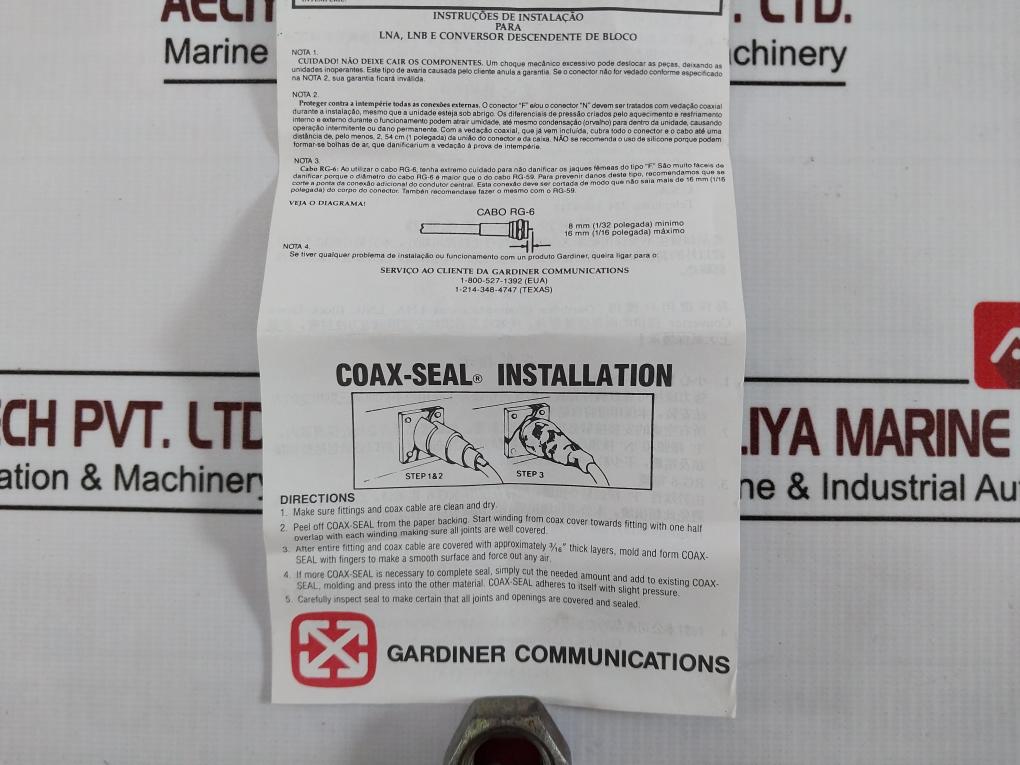 AECH
. LTD.
Marine
chinery
INSTRUÇÕES DE INSTALAÇÃO
PARA
LNA, LNB E CONVERSOR DESCENDENTE DE BLOCO
NOTA 1.
CUIDADO! NÃO DEIXE CAIR OS COMPONENTES. Um choque mecânico excessivo pode deslocar as peças, deixando as
unidades inoperantes. Este tipo de avaria causada pelo cliente anula a garantia. Se o conector não for vedado conforme especificado
na NOTA 2, sua garantia ficará inválida.
NOTA 2.
Proteger contra a intempérie todas as conexões externas. O conector "F" e/ou o conector "N" devem ser tratados com vedação coaxial
durante a instalação, mesmo que a unidade esteja sob abrigo. Os diferenciais de pressão criados pelo aquecimento e resfriamento
interno e externo durante o funcionamento podem atrair umidade, até mesmo condensação (orvalho) para dentro da unidade, causando
operação intermitente ou dano permanente. Com a vedação coaxial, que já vem incluída, cubra todo o conector e o cabo até uma
distância de, pelo menos, 2, 54 cm (1 polegada) da união do conector e da caixa. NÃO se recomenda o uso de silicone porque podem
formar-se bolhas de ar, que danificarium a vedação à prova de intempérie.
NOTA 3.
Cabo RG-6: Ao utilizar o cabo RG-6, tenha extremo cuidado para não danificar os jaques fêmeas do tipo "F." São muito fáceis de
danificar porque o diâmetro do cabo RG-6 é maior que o do cabo RG-59. Para prevenir danos deste tipo, recomendamos que se
corte a ponta da conexão adicional do condutor central. Esta conexão deve ser cortada de modo que não saia mais de 16 mm (1/16
polegada) do corpo do conector. Também recomendase fazer o mesmo com o RG-59.
VEJA O DIAGRAMA!
CABO RG-6
8 mm (1/32 polegada) minimo
16 mm (1/16 polegada) máximo
NOTA 4.
Se tiver qualquer problema de instalação ou funcionamento com un produto Gardiner, queira ligar para o:
SERVIÇO AO CLIENTE DA GARDINER COMMUNICATIONS
1-800-527-1392 (EUA)
1-214-348-4747 (TEXAS)
COAX-SEAL® INSTALLATION
STEP 1&2
STEP 3
DIRECTIONS
1. Make sure fittings and coax cable are clean and dry.
2. Peel off COAX-SEAL from the paper backing. Start winding from coax cover towards fitting with one half
overlap with each winding making sure all joints are well covered.
3. After entire fitting and coax cable are covered with approximately 3/16" thick layers, mold and form COAX-
SEAL with fingers to make a smooth surface and force out any air.
4. If more COAX-SEAL is necessary to complete seal, simply cut the needed amount and add to existing COAX-
SEAL, molding and press into the other material. COAX-SEAL adheres to itself with slight pressure.
5. Carefully inspect seal to make certain that all joints and openings are covered and sealed.
GARDINER COMMUNICATIONS
ECH PVT. LTD
LIYA MARINE
ation & Machinery
ne & Industrial Au